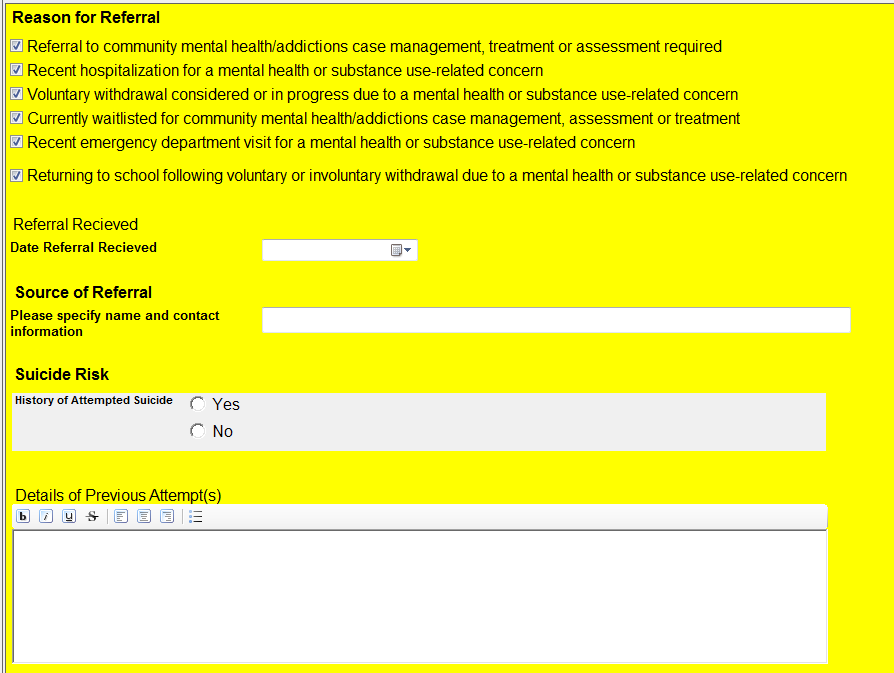 Reason for Referral
Referral to community mental health/addictions case management, treatment or assessment required
Recent hospitalization for a mental health or substance use-related concern
Voluntary withdrawal considered or in progress due to a mental health or substance use-related concern
Currently waitlisted for community mental health/addictions case management, assessment or treatment
Recent emergency department visit for a mental health or substance use-related concern
Returning to school following voluntary or involuntary withdrawal due to a mental health or substance use-related concern
Referral Recieved
Date Referral Recieved
Source of Referral
Please specify name and contact
information
Suicide Risk
History of Attempted Suicide
Yes
No
Details of Previous Attempt(s)
b i U S